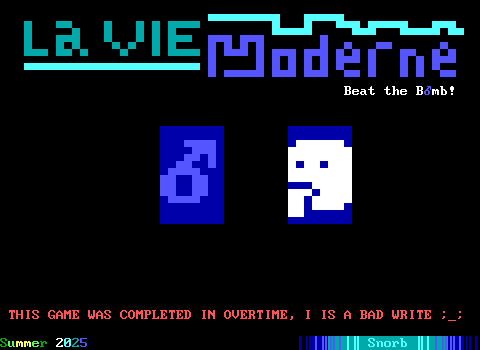 La VIE
Moderne
Beat the B♂mb!
♂
THIS GAME WAS COMPLETED IN OVERTIME, I IS A BAD WRITE ;_;
Summer 2025
Snorb